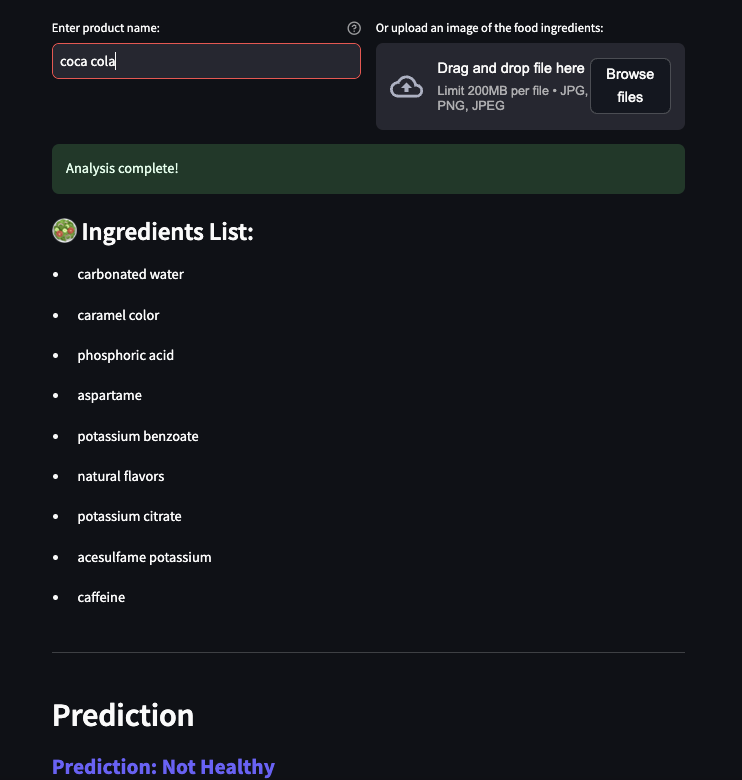 Enter product name:
Or upload an image of the food ingredients:
coca cola
Drag and drop file here
Limit 200MB per file • JPG,
PNG, JPEG
Browse
files
Analysis complete!
Ingredients List:
• carbonated water
• caramel color
• phosphoric acid
• aspartame
• potassium benzoate
• natural flavors
• potassium citrate
• acesulfame potassium
• caffeine
Prediction
Prediction: Not Healthy